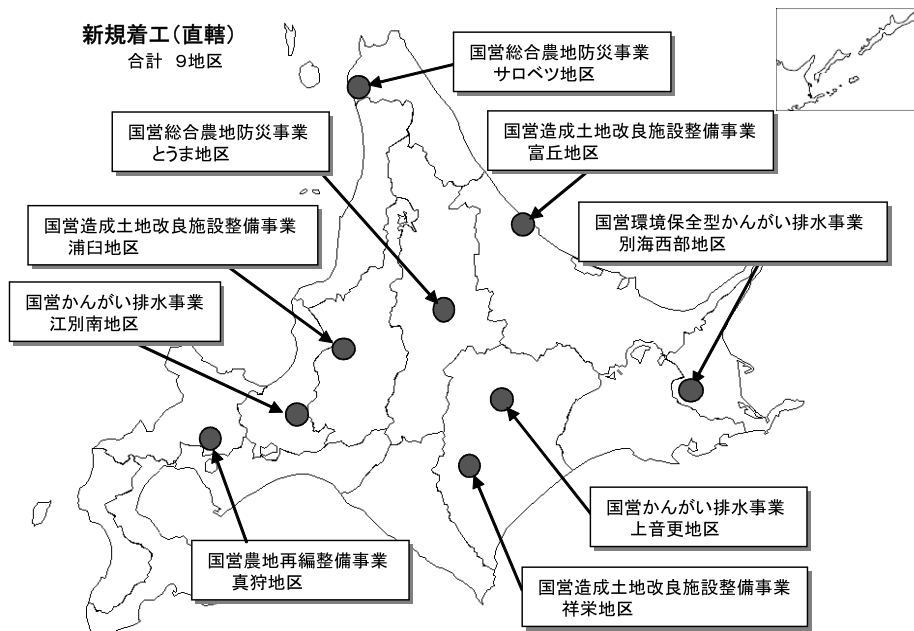 新規着工(直轄)
合計 9地区
国営総合農地防災事業
サロベツ地区
国営総合農地防災事業
とうま地区
国営造成土地改良施設整備事業
富丘地区
国営造成土地改良施設整備事業
浦臼地区
国営環境保全型かんがい排水事業
別海西部地区
国営かんがい排水事業
江別南地区
国営かんがい排水事業
上音更地区
国営農地再編整備事業
真狩地区
国営造成土地改良施設整備事業
祥栄地区